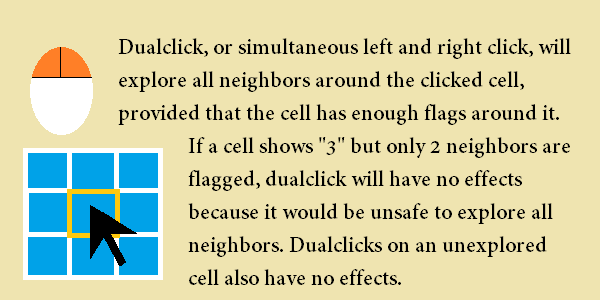 Dualclick, or simultaneous left and right click, will
explore all neighbors around the clicked cell,
provided that the cell has enough flags around it.
If a cell shows "3" but only 2 neighbors are
flagged, dualclick will have no effects
because it would be unsafe to explore all
neighbors. Dualclicks on an unexplored
cell also have no effects.